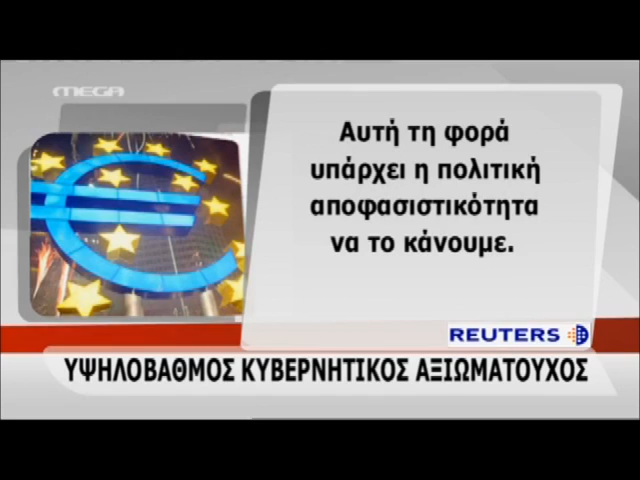 MEGA
Αυτή τη φορά
υπάρχει η πολιτική
αποφασιστικότητα
να το κάνουμε.
REUTERS
ΥΨΗΛΟΒΑΘΜΟΣ ΚΥΒΕΡΝΗΤΙΚΟΣ ΑΞΙΩΜΑΤΟΥΧΟΣ